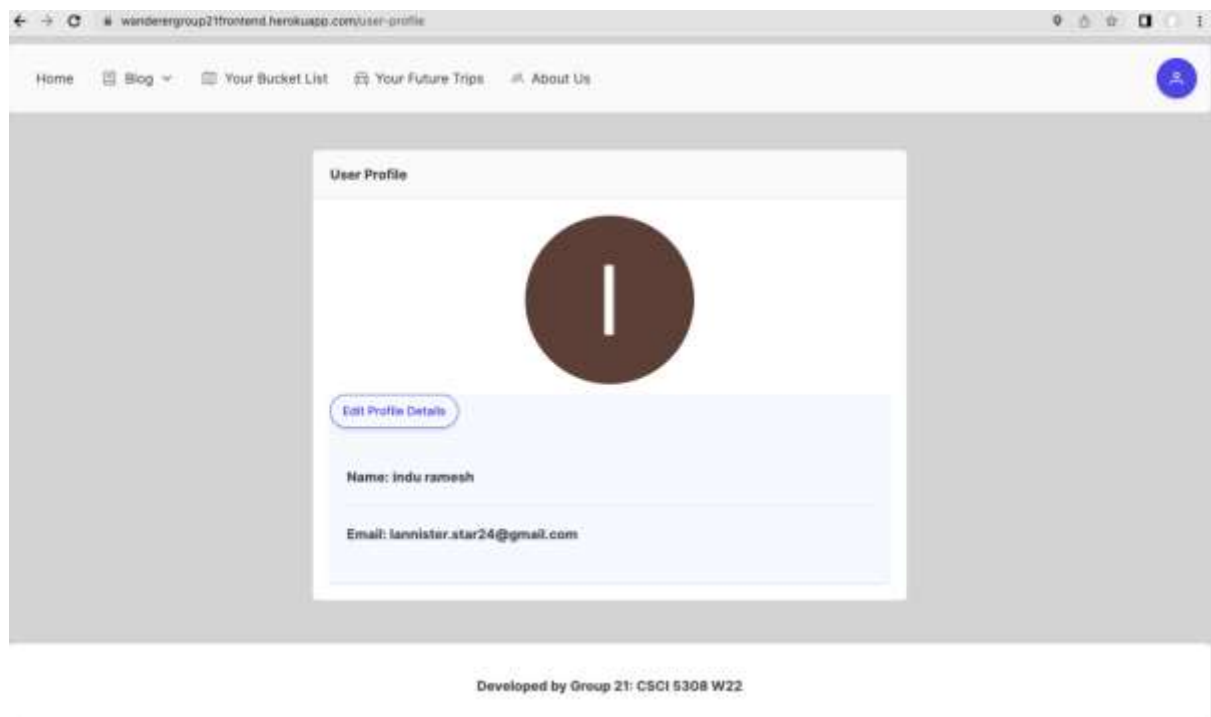 wanderergroup21frontend.herokuapp.com/user-profile
Home Blog Your Bucket List Your Future Trips About Us
User Profile
I
Edit Profile Details
Name: indu ramesh
Email: lannister.star24@gmail.com
Developed by Group 21: CSCI 5308 W22